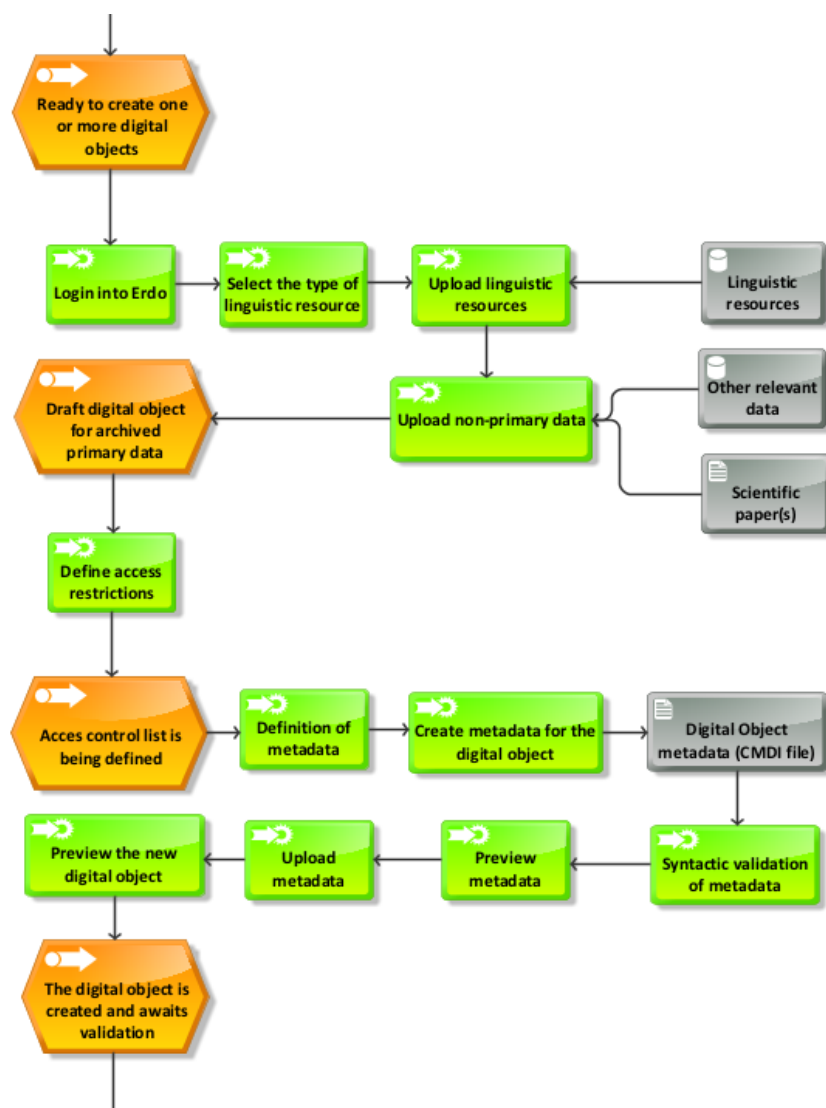 Ready to create one
or more digital
objects
Login into Erdo
Select the type of
linguistic resource
Upload linguistic
resources
Linguistic
resources
Draft digital object
for archived
primary data
Upload non-primary data
Other relevant
data
Scientific
paper(s)
Define access
restrictions
Acces control list is
being defined
Definition of
metadata
Create metadata for the
digital object
Digital Object
metadata (CMDI file)
Preview the new
digital object
Upload
metadata
Preview
metadata
Syntactic validation
of metadata
The digital object is
created and awaits
validation